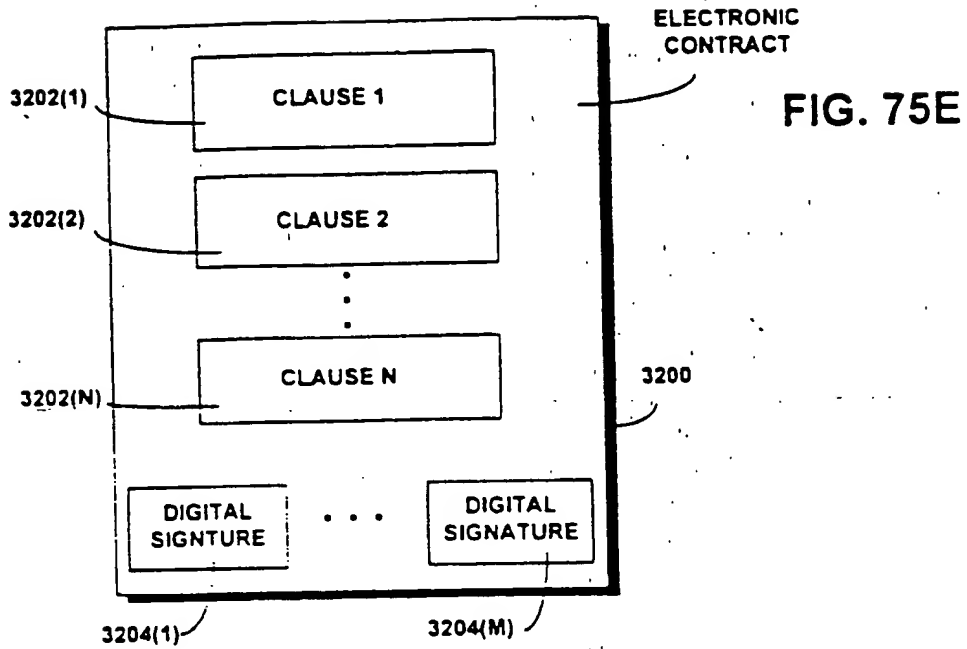 ELECTRONIC
CONTRACT
FIG. 75E
3202(1)
CLAUSE 1
3202(2)
CLAUSE 2
3202(N)
CLAUSE N
3200
DIGITAL
SIGNTURE
DIGITAL
SIGNATURE
3204(1)
3204(M)